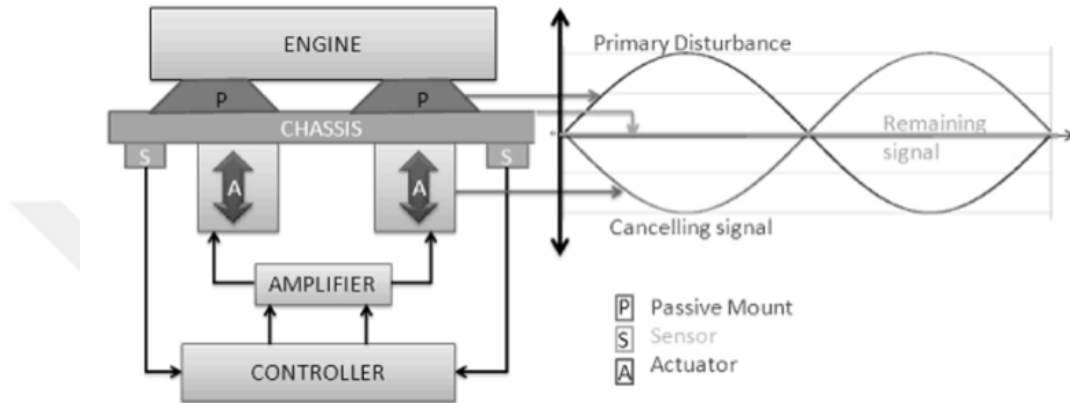 ENGINE
P
P
CHASSIS
S
S
A
A
AMPLIFIER
CONTROLLER
Primary Disturbance
Remaining
signal
Cancelling signal
P Passive Mount
S Sensor
A Actuator